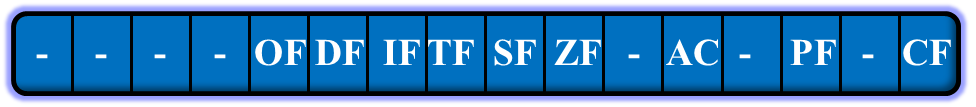 - - - - OF DF IF TF SF ZF - AC - PF - CF